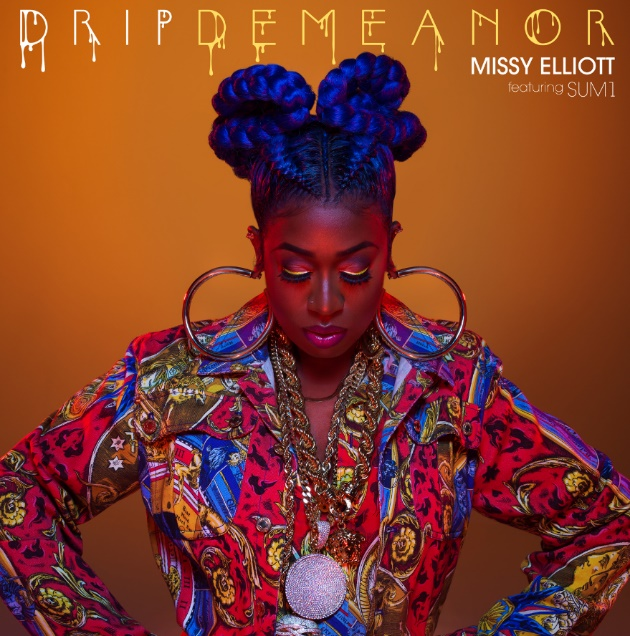 DRIPDEMEANOR
MISSY ELLIOTT
featuring SUM1